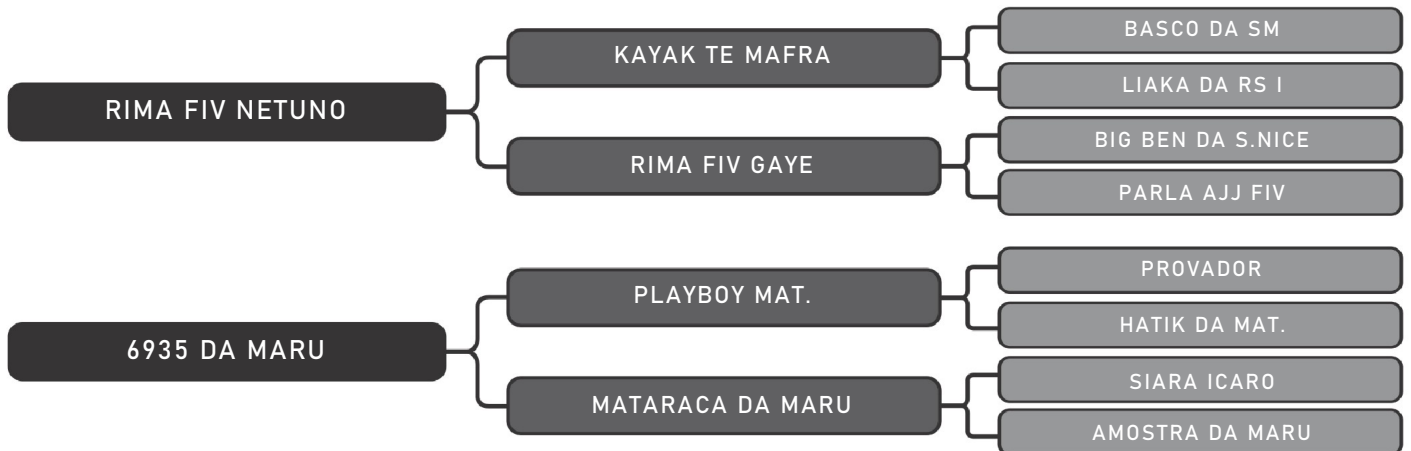 RIMA FIV NETUNO
KAYAK TE MAFRA
BASCO DA SM
LIAKA DA RS I
RIMA FIV GAYE
BIG BEN DA S.NICE
PARLA AJJ FIV
6935 DA MARU
PLAYBOY MAT.
PROVADOR
HATIK DA MAT.
MATARACA DA MARU
SIARA ICARO
AMOSTRA DA MARU